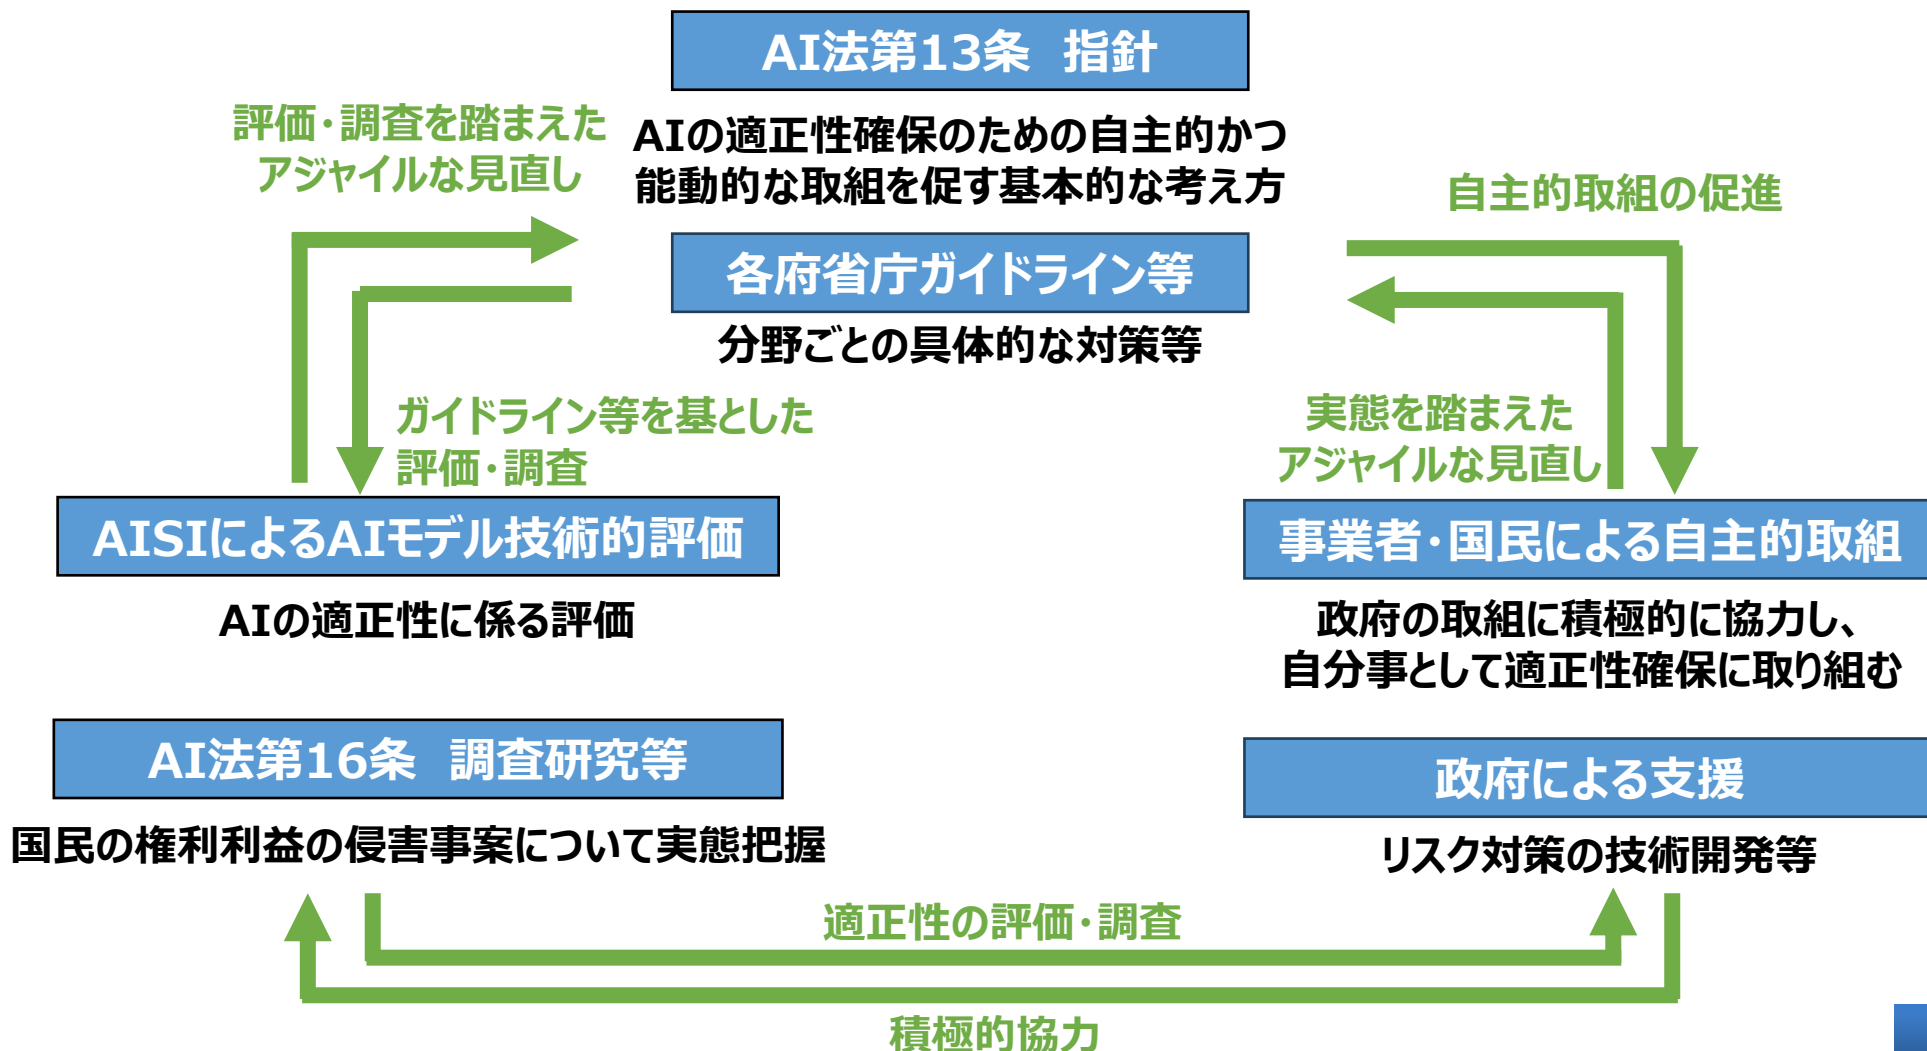 AI法第13条　指針
評価・調査を踏まえた
アジャイルな見直し
AIの適正性確保のための自主的かつ
能動的な取組を促す基本的な考え方
自主的取組の促進
各府省庁ガイドライン等
分野ごとの具体的な対策等
ガイドライン等を基とした
評価・調査
実態を踏まえた
アジャイルな見直し
AISIによるAIモデル技術的評価
AIの適正性に係る評価
事業者・国民による自主的取組
政府の取組に積極的に協力し、
自分事として適正性確保に取り組む
AI法第16条　調査研究等
国民の権利利益の侵害事案について実態把握
政府による支援
リスク対策の技術開発等
適正性の評価・調査
積極的協力